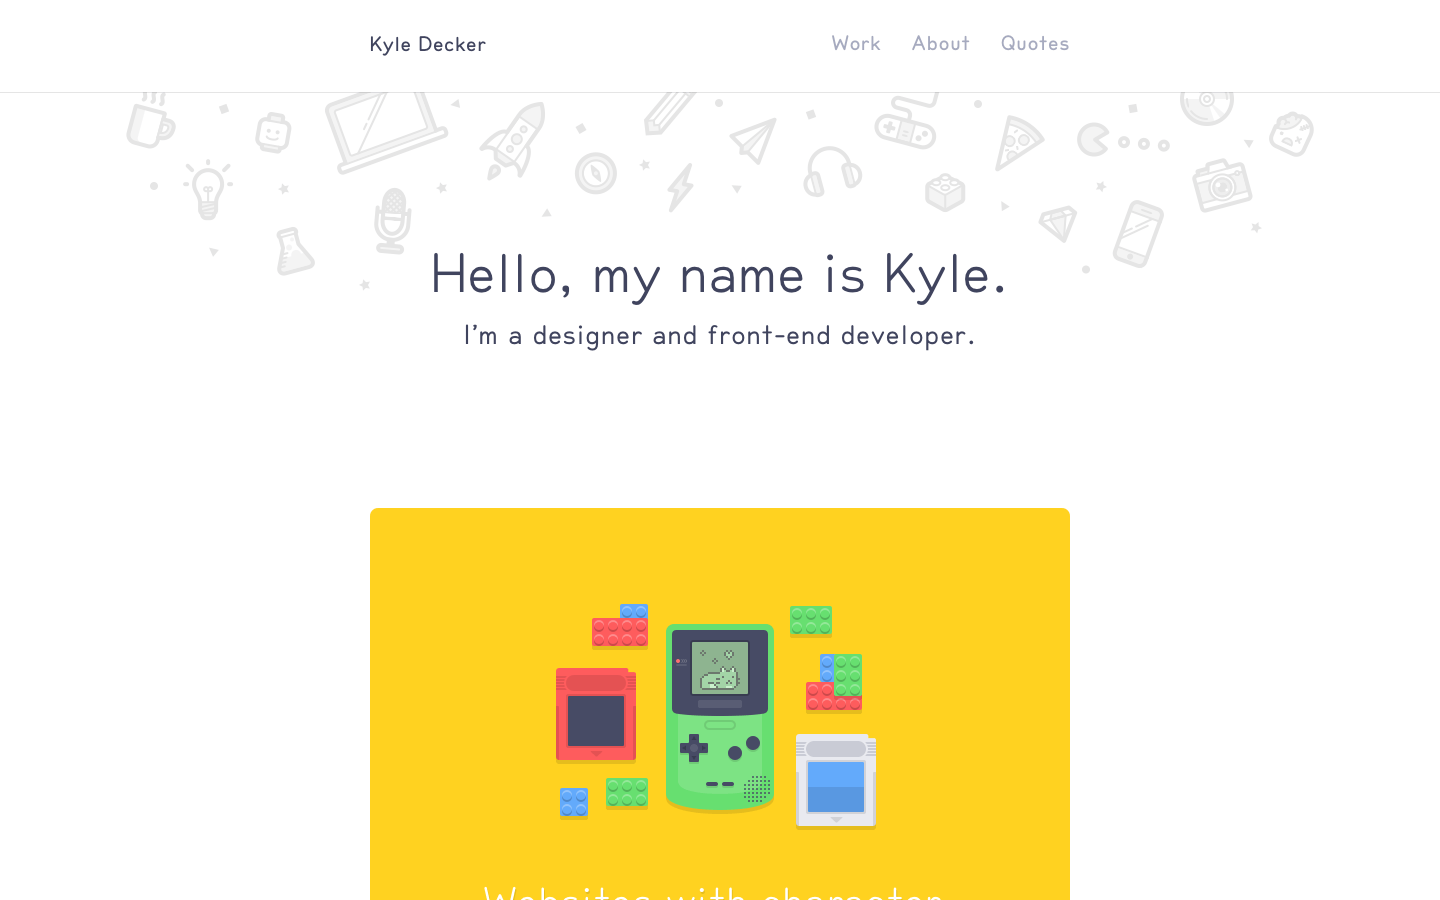 Kyle Decker
Work About Quotes
Hello, my name is Kyle.
I'm a designer and front-end developer.
Websites with character